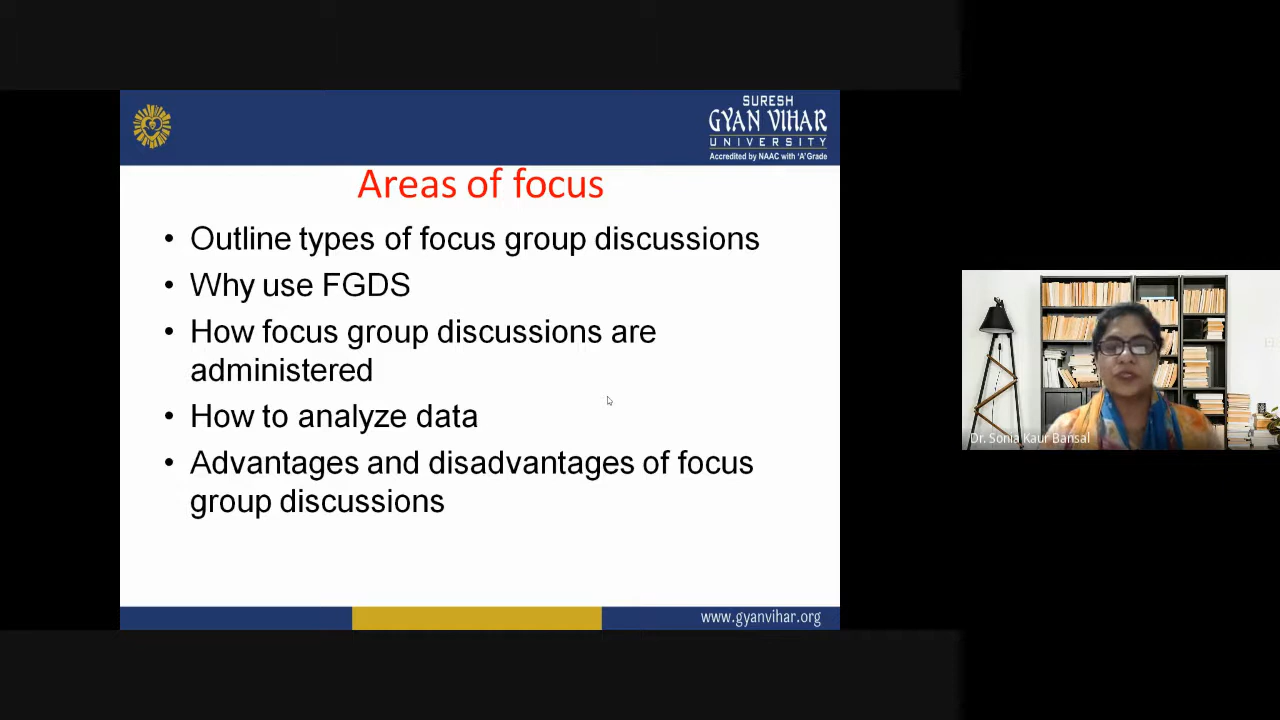 SURESH
GYAN VIHAR
UNIVERSITY
Accredited by NAAC with 'A' Grade
Areas of focus
• Outline types of focus group discussions
• Why use FGDS
• How focus group discussions are
administered
• How to analyze data
• Advantages and disadvantages of focus
group discussions
www.gyanvihar.org
Dr. Sonia Kaur Bansal